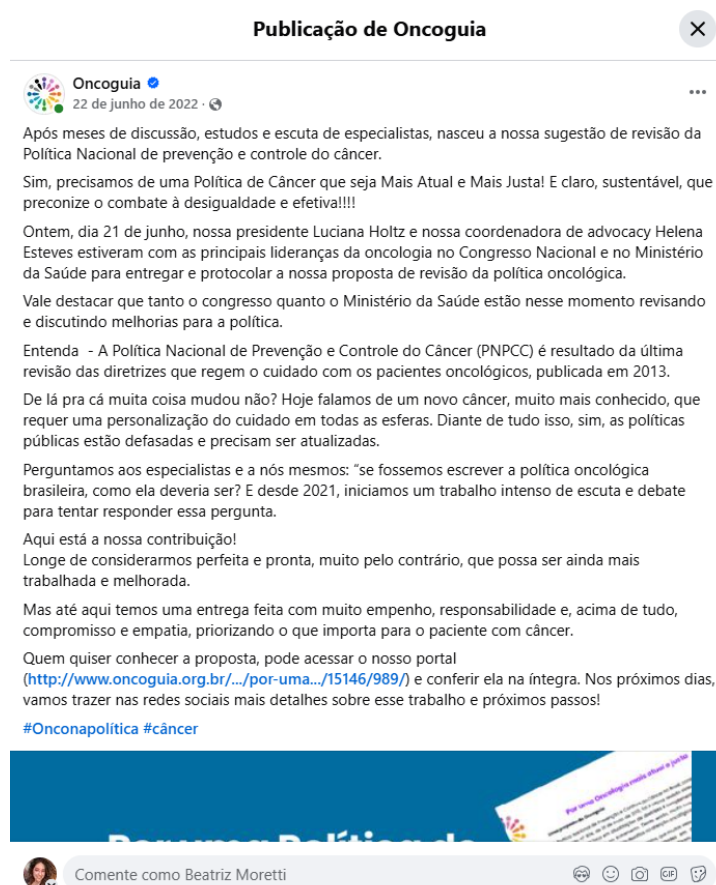 Publicação de Oncoguia
Oncoguia
22 de junho de 2022 ·
Após meses de discussão, estudos e escuta de especialistas, nasceu a nossa sugestão de revisão da
Política Nacional de prevenção e controle do câncer.
Sim, precisamos de uma Política de Câncer que seja Mais Atual e Mais Justa! E claro, sustentável, que
preconize o combate à desigualdade e efetiva!!!!
Ontem, dia 21 de junho, nossa presidente Luciana Holtz e nossa coordenadora de advocacy Helena
Esteves estiveram com as principais lideranças da oncologia no Congresso Nacional e no Ministério
da Saúde para entregar e protocolar a nossa proposta de revisão da política oncológica.
Vale destacar que tanto o congresso quanto o Ministério da Saúde estão nesse momento revisando
e discutindo melhorias para a política.
Entenda - A Política Nacional de Prevenção e Controle do Câncer (PNPCC) é resultado da última
revisão das diretrizes que regem o cuidado com os pacientes oncológicos, publicada em 2013.
De lá pra cá muita coisa mudou não? Hoje falamos de um novo câncer, muito mais conhecido, que
requer uma personalização do cuidado em todas as esferas. Diante de tudo isso, sim, as políticas
públicas estão defasadas e precisam ser atualizadas.
Perguntamos aos especialistas e a nós mesmos: “se fossemos escrever a política oncológica
brasileira, como ela deveria ser? E desde 2021, iniciamos um trabalho intenso de escuta e debate
para tentar responder essa pergunta.
Aqui está a nossa contribuição!
Longe de considerarmos perfeita e pronta, muito pelo contrário, que possa ser ainda mais
trabalhada e melhorada.
Mas até aqui temos uma entrega feita com muito empenho, responsabilidade e, acima de tudo,
compromisso e empatia, priorizando o que importa para o paciente com câncer.
Quem quiser conhecer a proposta, pode acessar o nosso portal
(http://www.oncoguia.org.br/.../por-uma.../15146/989/) e conferir ela na íntegra. Nos próximos dias,
vamos trazer nas redes sociais mais detalhes sobre esse trabalho e próximos passos!
#Onconapolítica #câncer
Por uma Oncologia mais atual e justa
Por uma Política de
Comente como Beatriz Moretti
GIF